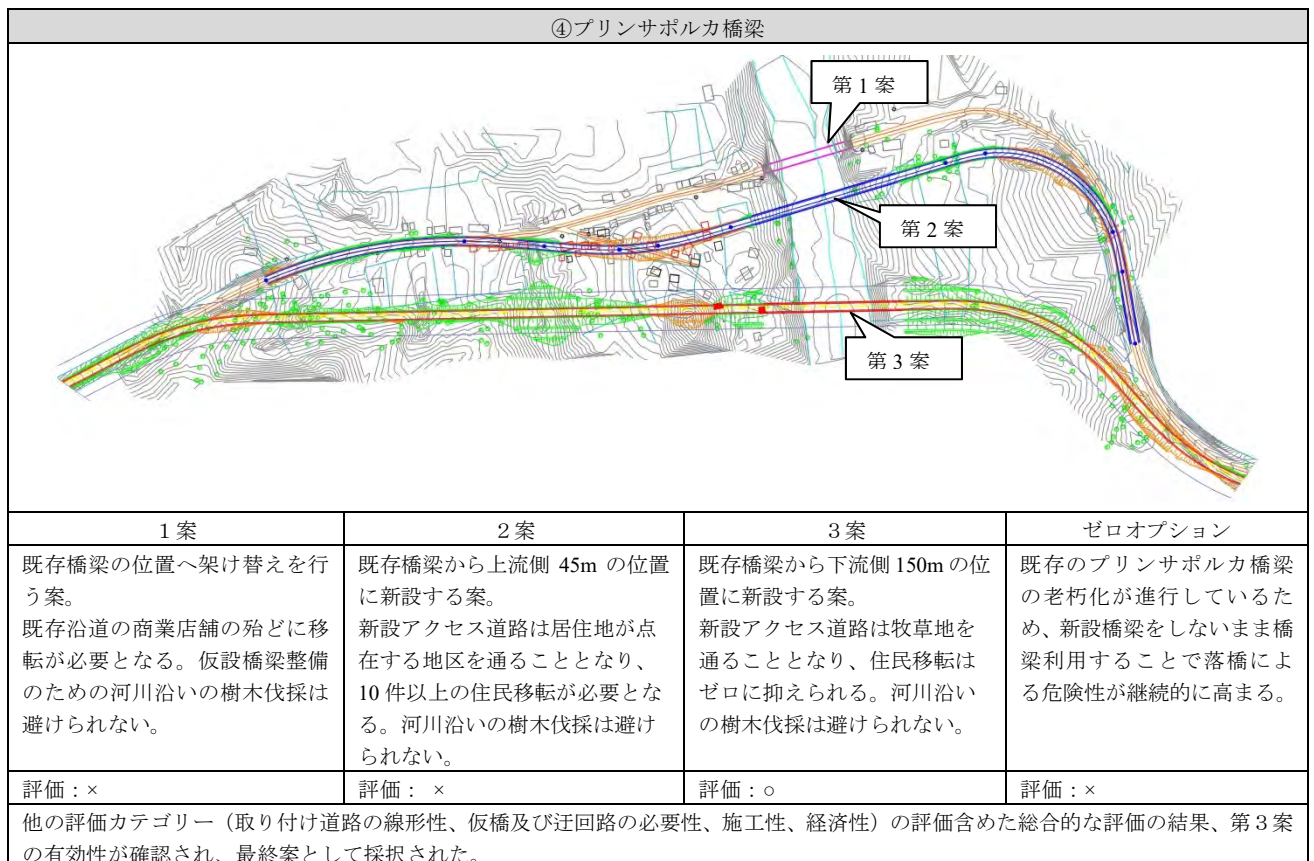 ④プリンサポルカ橋梁
第1案
第2案
第3案
1案
2案
3案
ゼロオプション
既存橋梁の位置へ架け替えを行
う案。
既存沿道の商業店舗の殆どに移
転が必要となる。仮設橋梁整備
のための河川沿いの樹木伐採は
避けられない。
既存橋梁から上流側 45m の位置
に新設する案。
新設アクセス道路は居住地が点
在する地区を通ることとなり、
10 件以上の住民移転が必要とな
る。河川沿いの樹木伐採は避け
られない。
既存橋梁から下流側 150m の位
置に新設する案。
新設アクセス道路は牧草地を
通ることとなり、住民移転は
ゼロに抑えられる。河川沿い
の樹木伐採は避けられない。
既存のプリンサポルカ橋梁
の老朽化が進行しているた
め、新設橋梁をしないまま橋
梁利用することで落橋によ
る危険性が継続的に高まる。
評価：×
評価： ×
評価：○
評価：×
他の評価カテゴリー（取り付け道路の線形性、仮橋及び迂回路の必要性、施工性、経済性）の評価含めた総合的な評価の結果、第3案
の有効性が確認され、最終案として採択された。